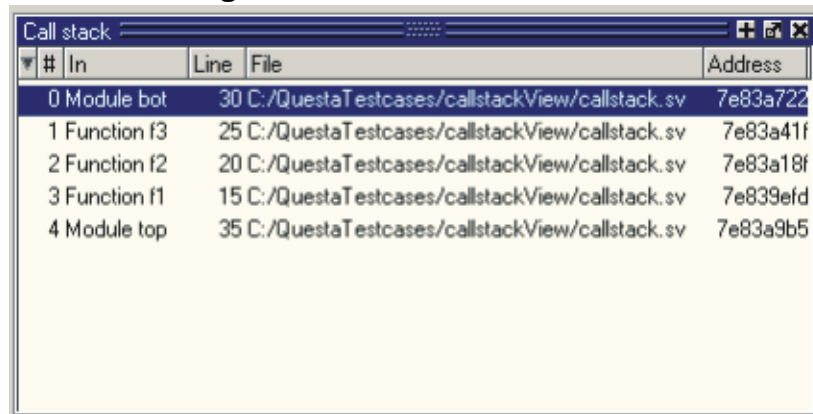 Call stack
# In Line File Address
0 Module bot 30 C:/QuestaTestcases/callstackView/callstack.sv 7e83a722
1 Function f3 25 C:/QuestaTestcases/callstackView/callstack.sv 7e83a41f
2 Function f2 20 C:/QuestaTestcases/callstackView/callstack.sv 7e83a18f
3 Function f1 15 C:/QuestaTestcases/callstackView/callstack.sv 7e839efd
4 Module top 35 C:/QuestaTestcases/callstackView/callstack.sv 7e83a9b5